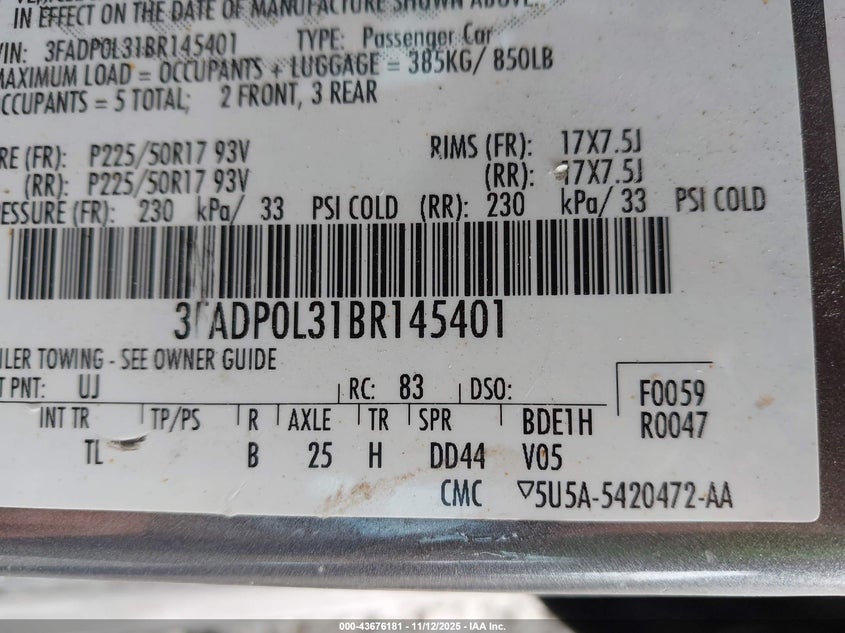 IN EFFECT ON THE DATE OF MANUFACTURE SHOWN ABOVE.
VIN: 3FADP0L31BR145401 TYPE: Passenger Car
MAXIMUM LOAD = OCCUPANTS + LUGGAGE = 385KG/ 850LB
OCCUPANTS = 5 TOTAL; 2 FRONT, 3 REAR
RE (FR): P225/50R17 93V RIMS (FR): 17X7.5J
(RR): P225/50R17 93V (RR): 17X7.5J
PRESSURE (FR): 230 kPa/ 33 PSI COLD (RR): 230 kPa/ 33 PSI COLD
3FADP0L31BR145401
ILER TOWING - SEE OWNER GUIDE
T PNT: UJ RC: 83 DSO: F0059
INT TR TP/PS R AXLE TR SPR BDE1H R0047
TL B 25 H DD44 V05
CMC ▽5U5A-5420472-AA
000-43676181 - 11/12/2025 - IAA Inc.